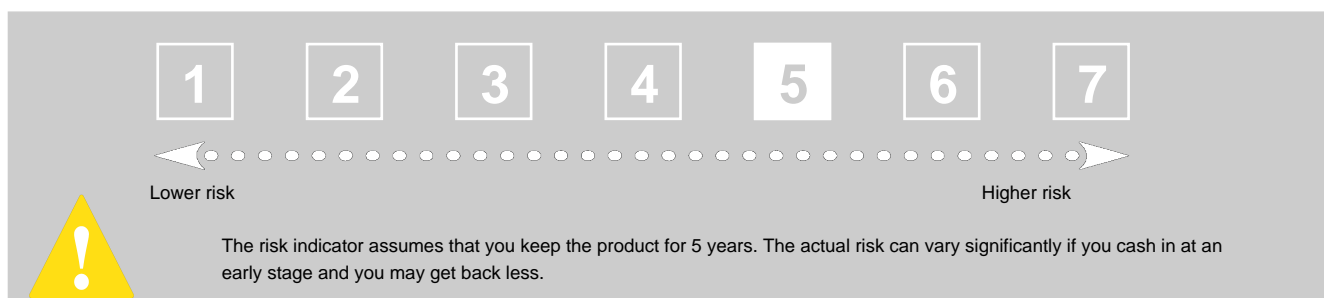 1 2 3 4 5 6 7
Lower risk Higher risk
!
The risk indicator assumes that you keep the product for 5 years. The actual risk can vary significantly if you cash in at an
early stage and you may get back less.